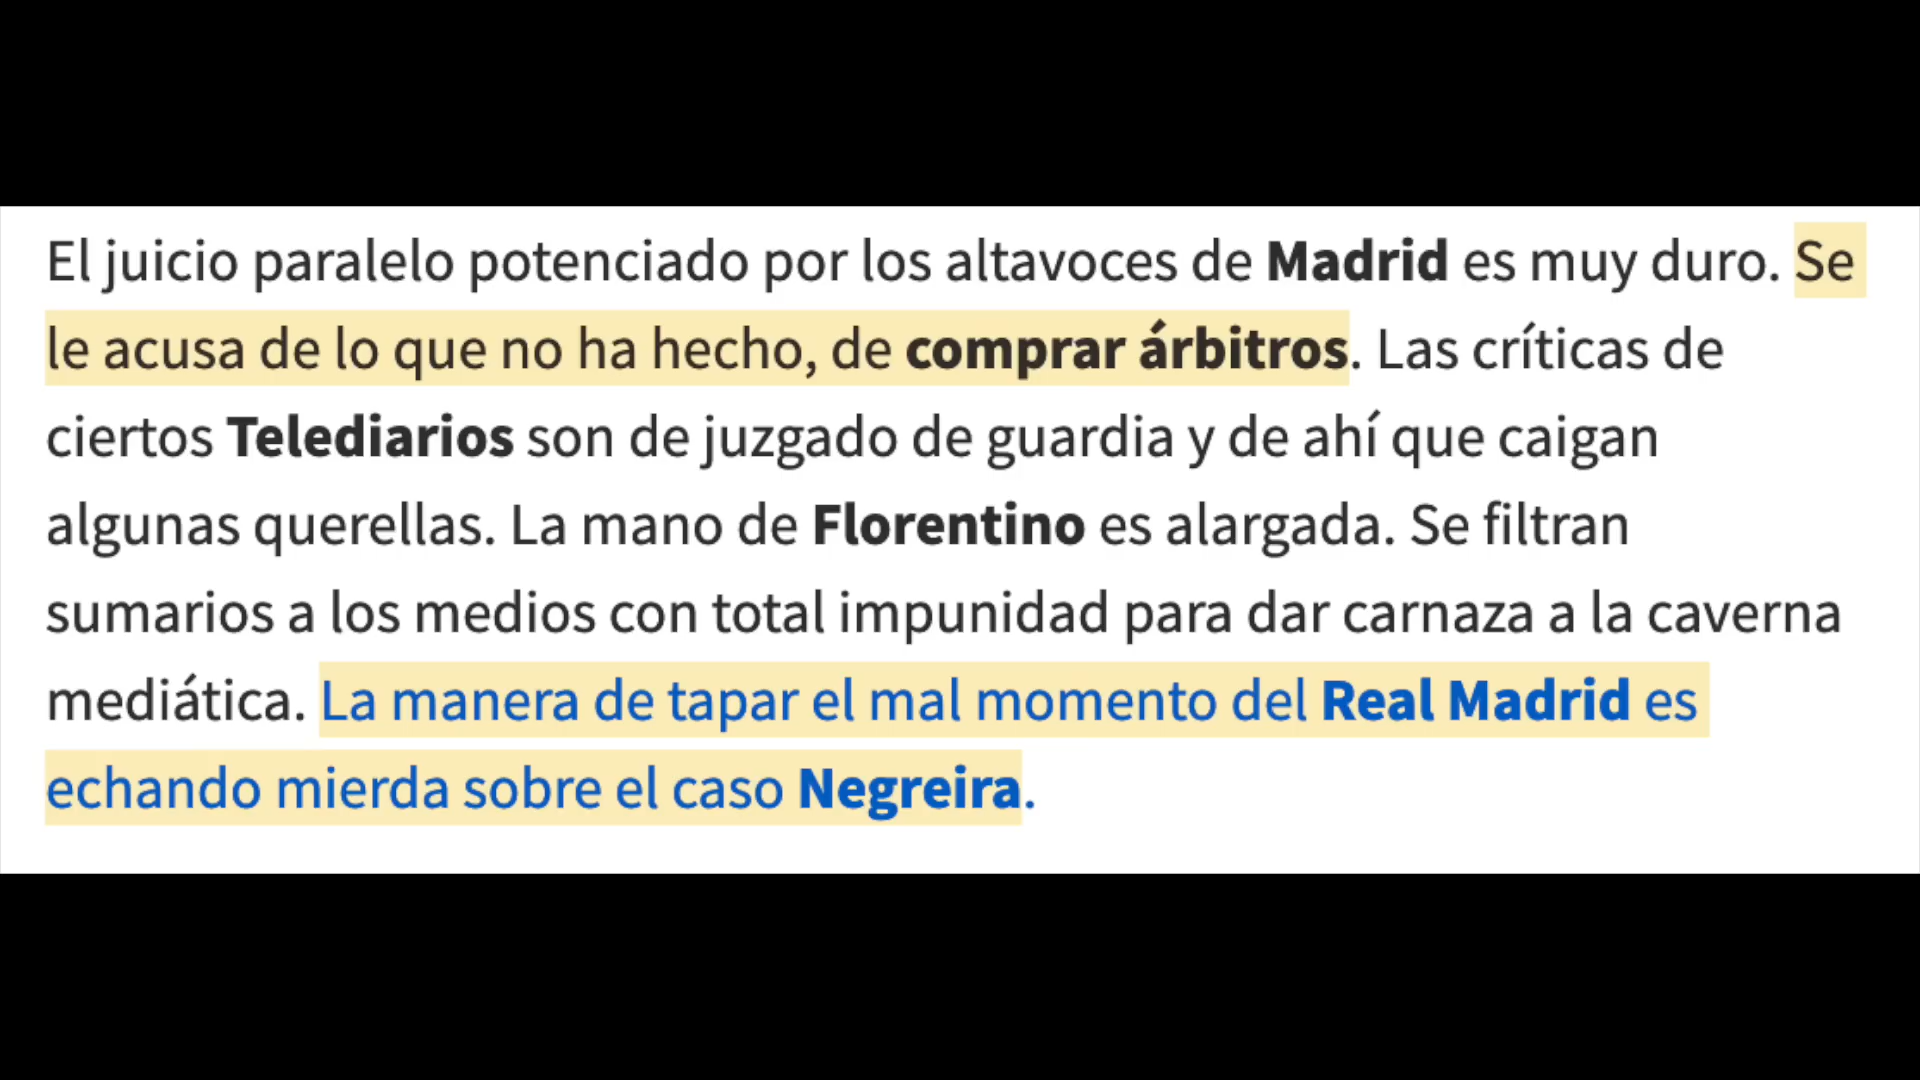 El juicio paralelo potenciado por los altavoces de Madrid es muy duro. Se
le acusa de lo que no ha hecho, de comprar árbitros. Las críticas de
ciertos Telediarios son de juzgado de guardia y de ahí que caigan
algunas querellas. La mano de Florentino es alargada. Se filtran
sumarios a los medios con total impunidad para dar carnaza a la caverna
mediática. La manera de tapar el mal momento del Real Madrid es
echando mierda sobre el caso Negreira.